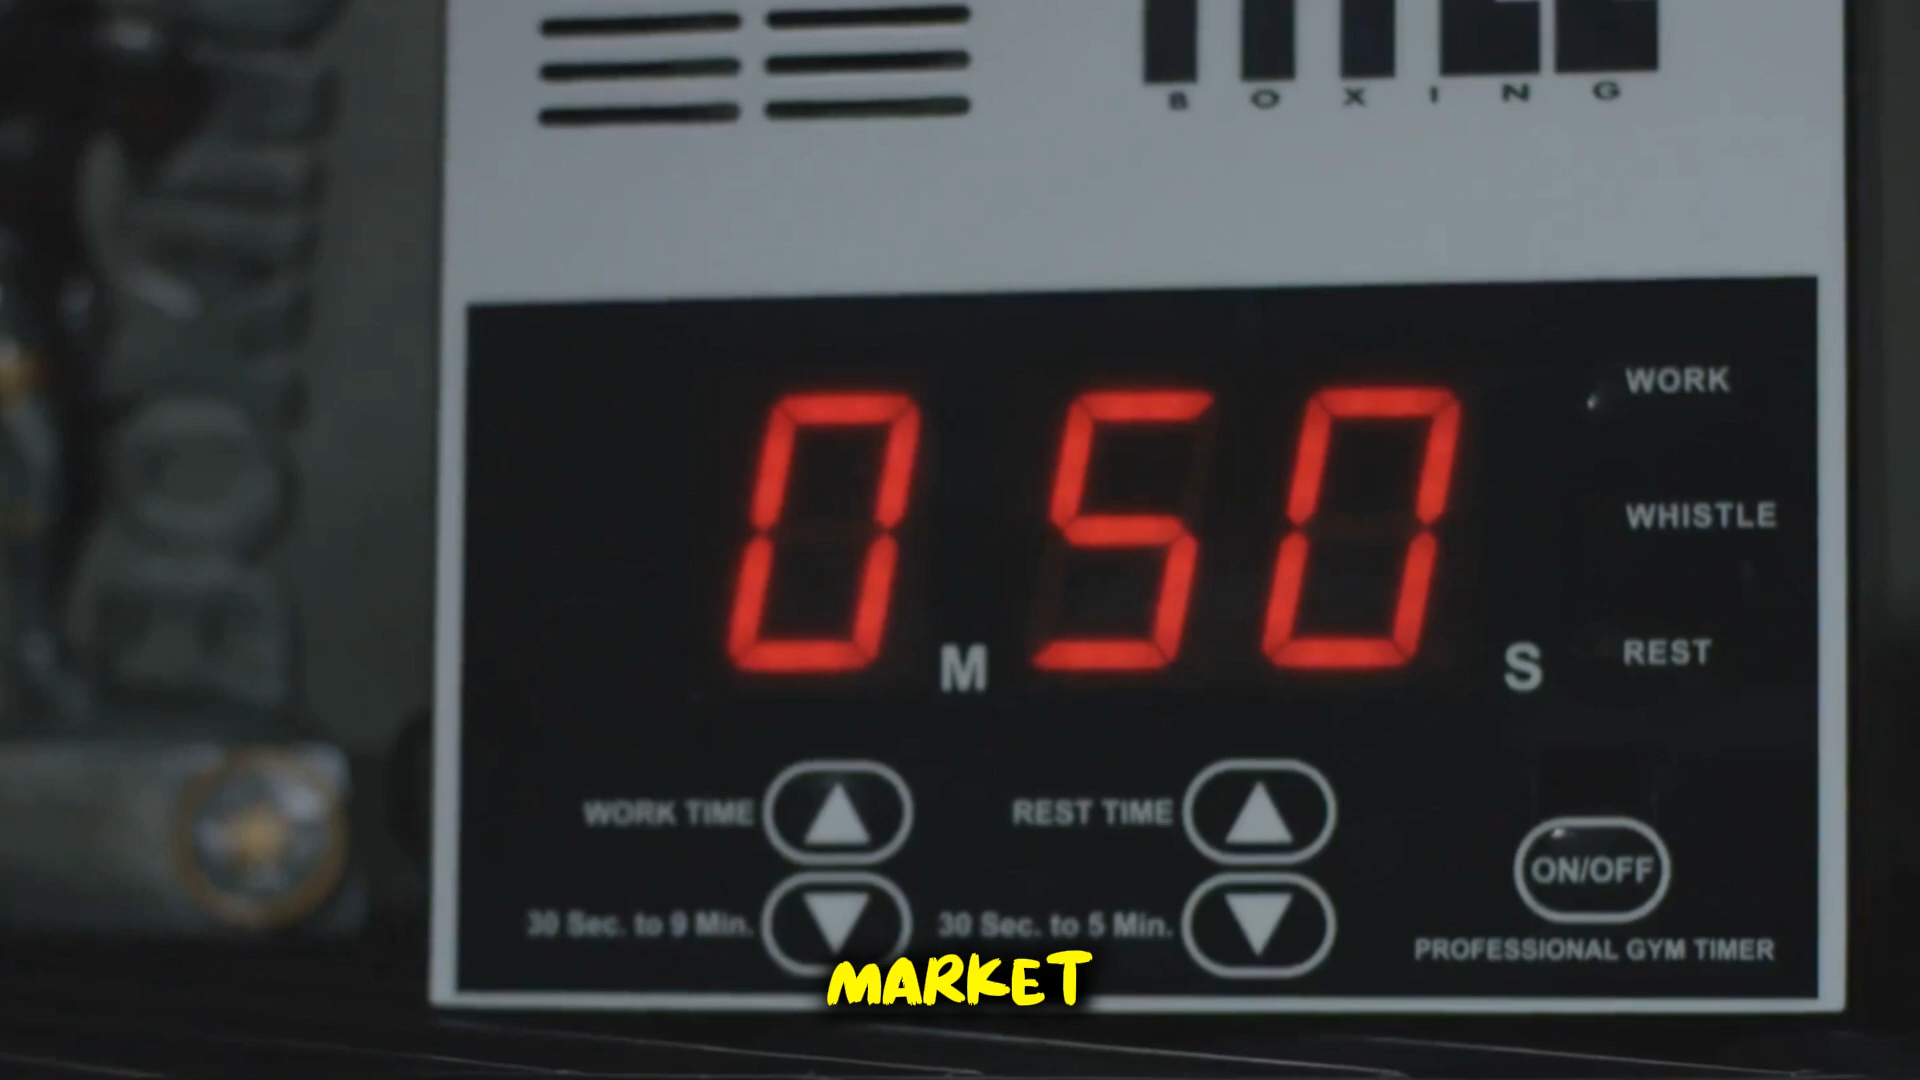 BOXING
WORK
WHISTLE
0 M 50 S
REST
WORK TIME
REST TIME
ON/OFF
30 Sec. to 9 Min.
30 Sec. to 5 Min.
PROFESSIONAL GYM TIMER
MARKET